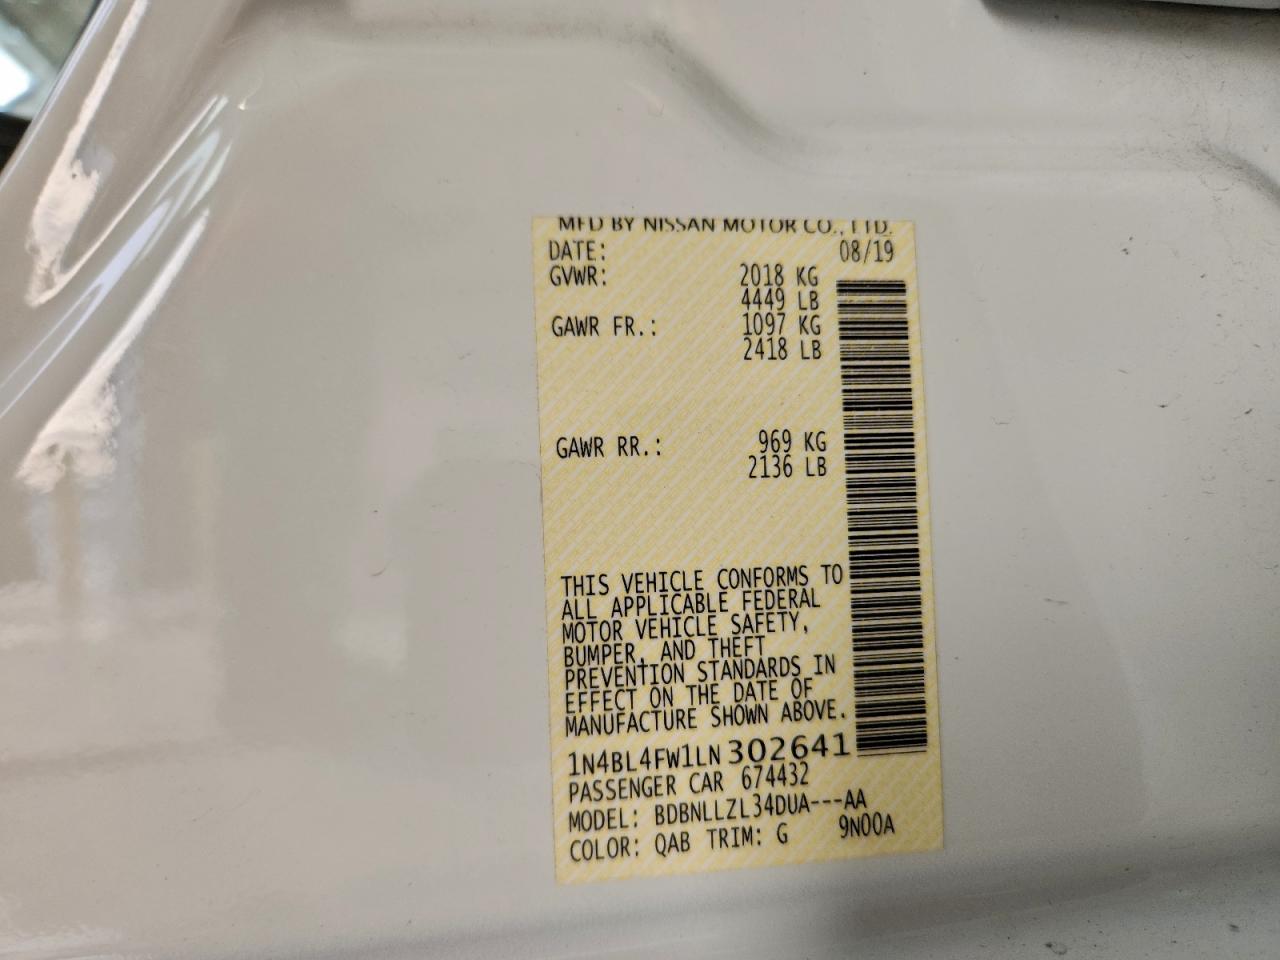 MFD BY NISSAN MOTOR CO., LTD.
DATE: 08/19
GVWR: 2018 KG
4449 LB
GAWR FR.: 1097 KG
2418 LB
GAWR RR.: 969 KG
2136 LB
THIS VEHICLE CONFORMS TO
ALL APPLICABLE FEDERAL
MOTOR VEHICLE SAFETY,
BUMPER, AND THEFT
PREVENTION STANDARDS IN
EFFECT ON THE DATE OF
MANUFACTURE SHOWN ABOVE.
1N4BL4FW1LN302641
PASSENGER CAR 674432
MODEL: BDBNLLZL34DUA---AA
COLOR: QAB TRIM: G 9N00A